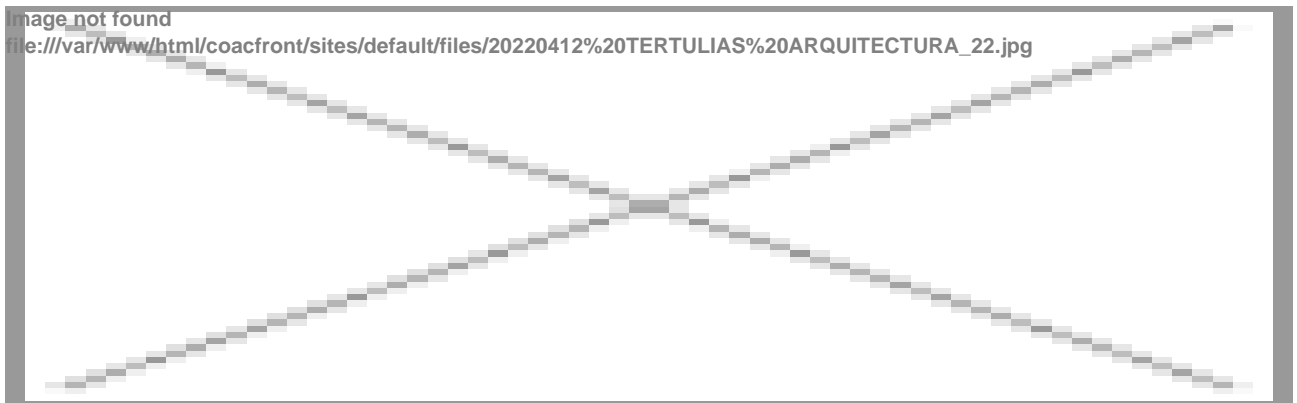 Image not found
file:///var/www/html/coacfront/sites/default/files/20220412%20TERTULIAS%20ARQUITECTURA_22.jpg